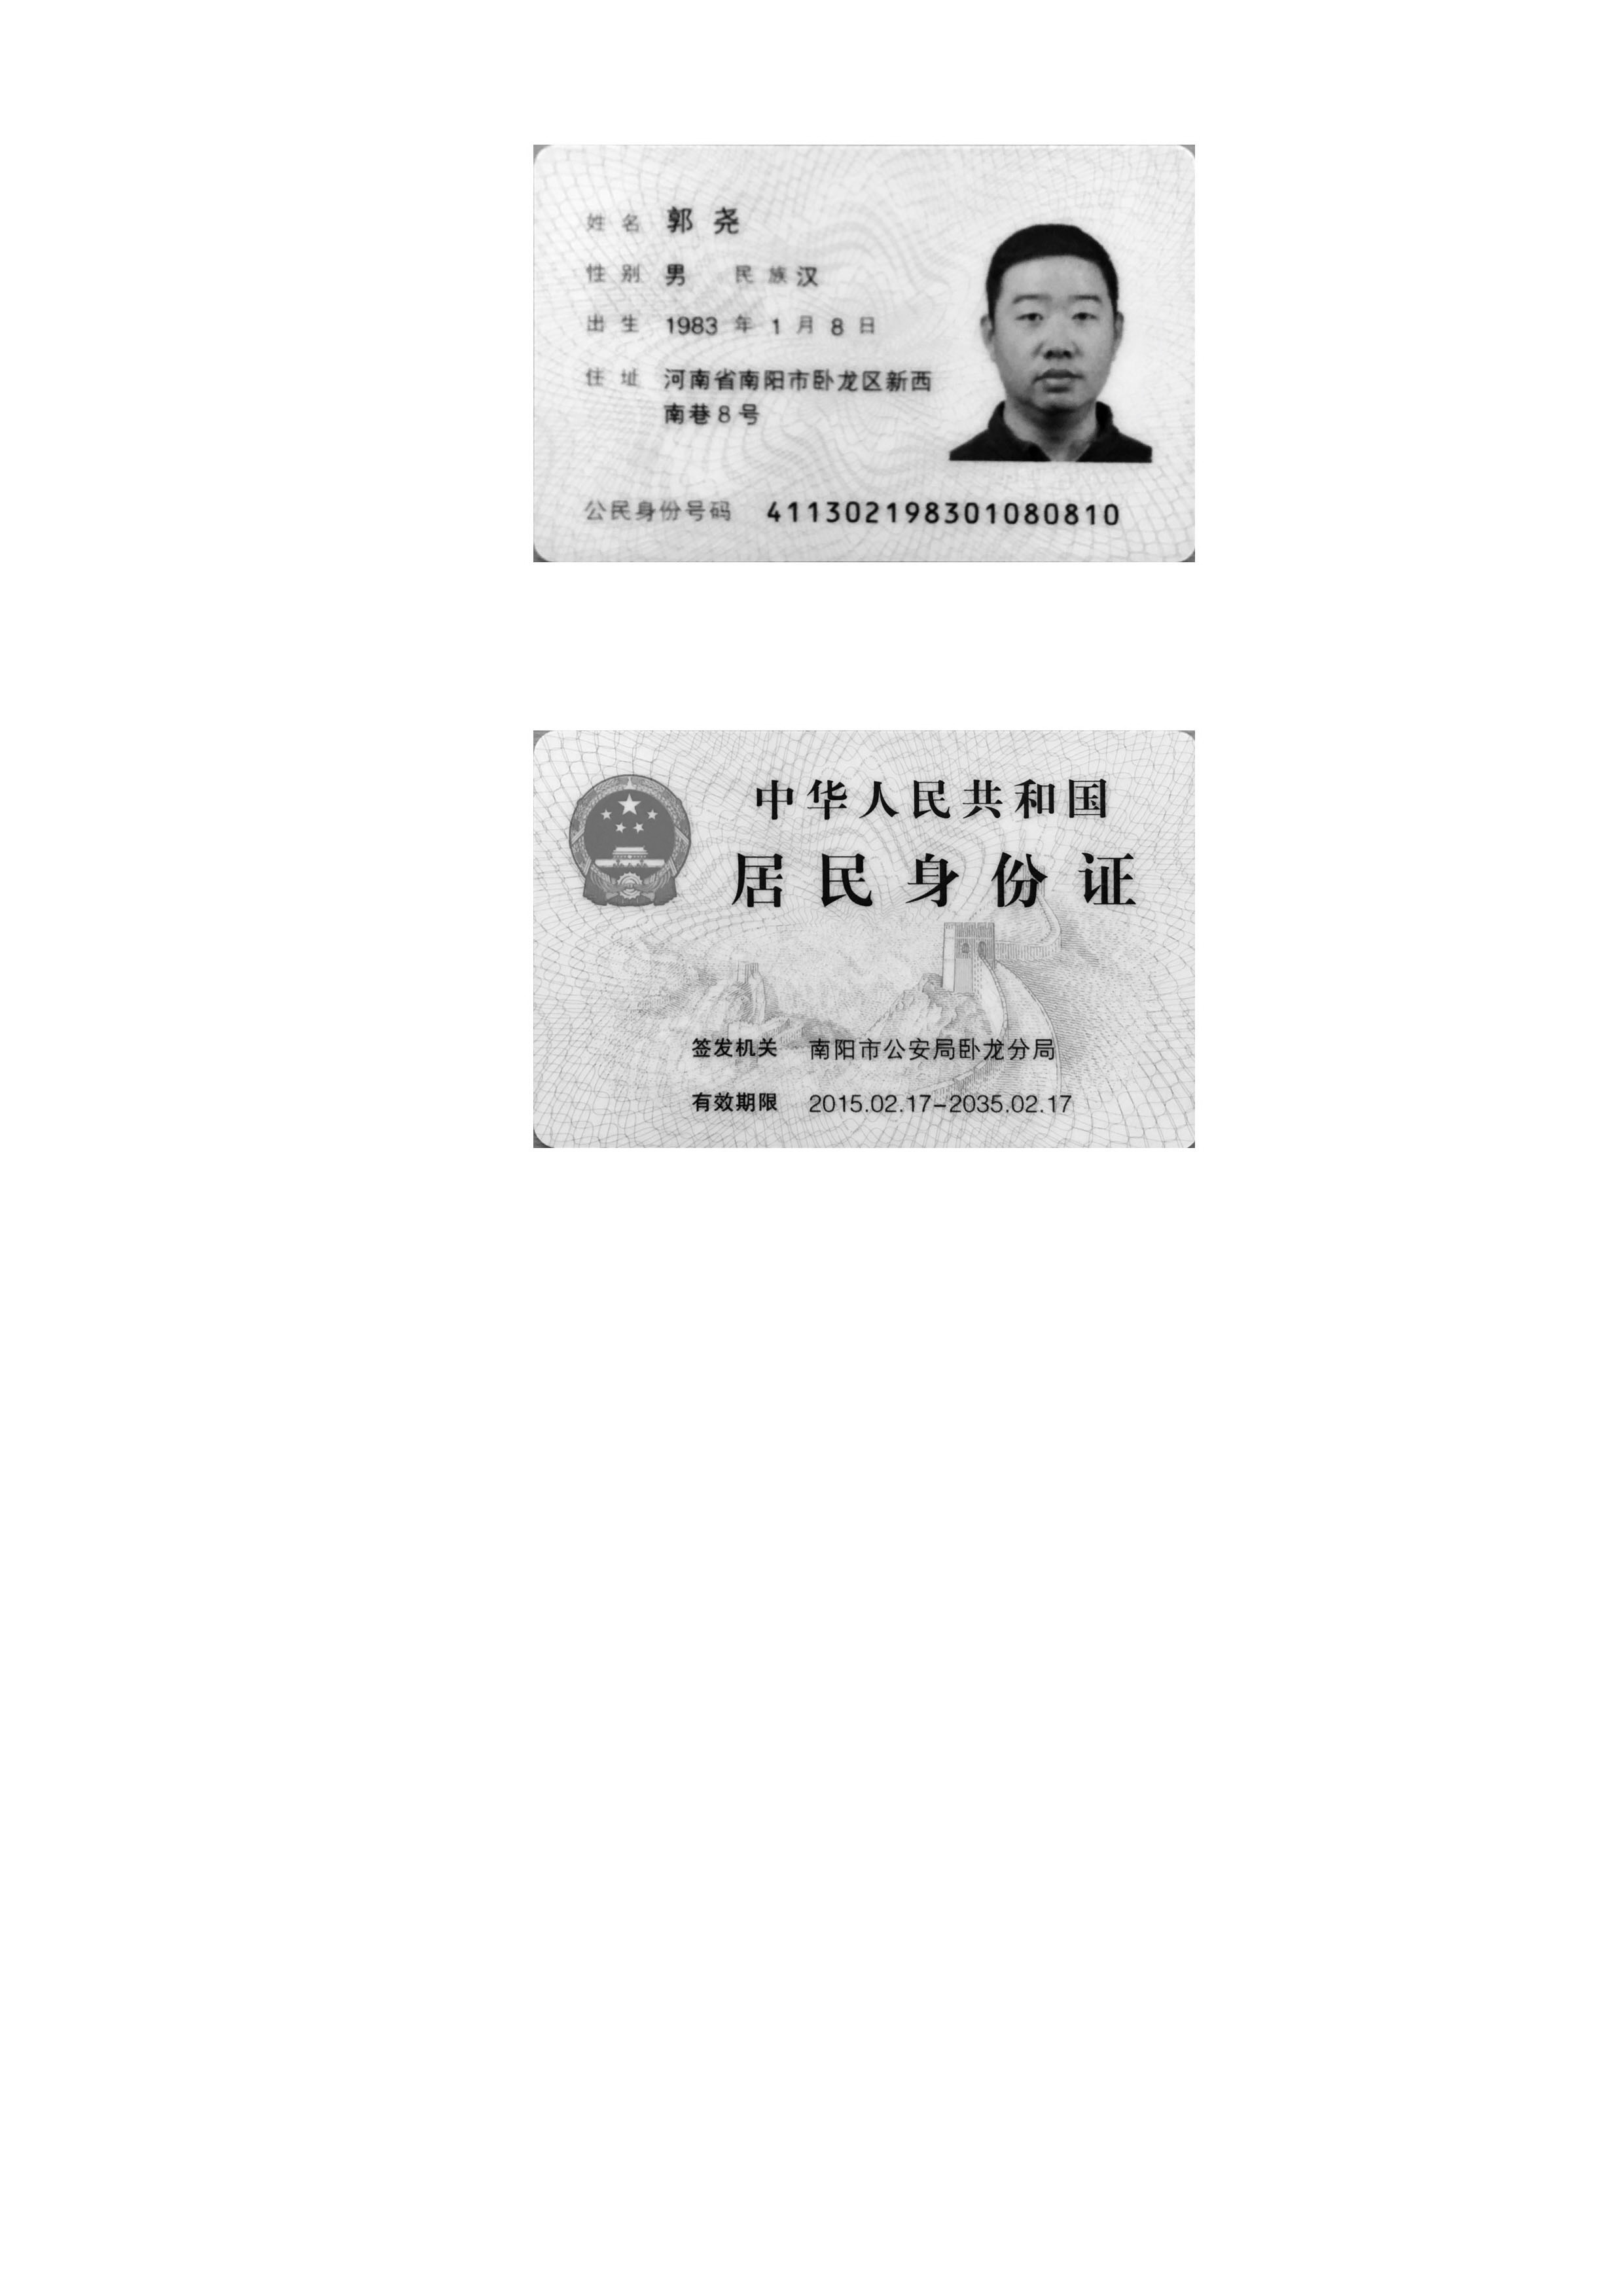 姓名 郭尧
性别 男 民族 汉
出生 1983 年 1 月 8 日
住址 河南省南阳市卧龙区新西
南巷8号
公民身份号码 411302198301080810
中华人民共和国
居民身份证
签发机关 南阳市公安局卧龙分局
有效期限 2015.02.17-2035.02.17